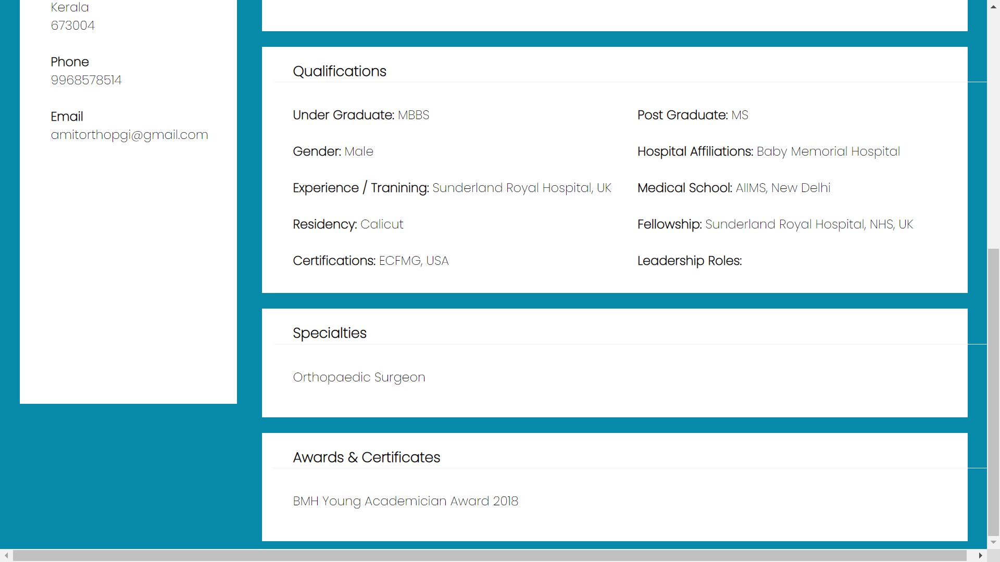 Kerala
673004
Phone
9968578514
Email
amitorthopgi@gmail.com
Qualifications
Under Graduate: MBBS
Post Graduate: MS
Gender: Male
Hospital Affiliations: Baby Memorial Hospital
Experience / Tranining: Sunderland Royal Hospital, UK
Medical School: AIIMS, New Delhi
Residency: Calicut
Fellowship: Sunderland Royal Hospital, NHS, UK
Certifications: ECFMG, USA
Leadership Roles:
Specialties
Orthopaedic Surgeon
Awards & Certificates
BMH Young Academician Award 2018